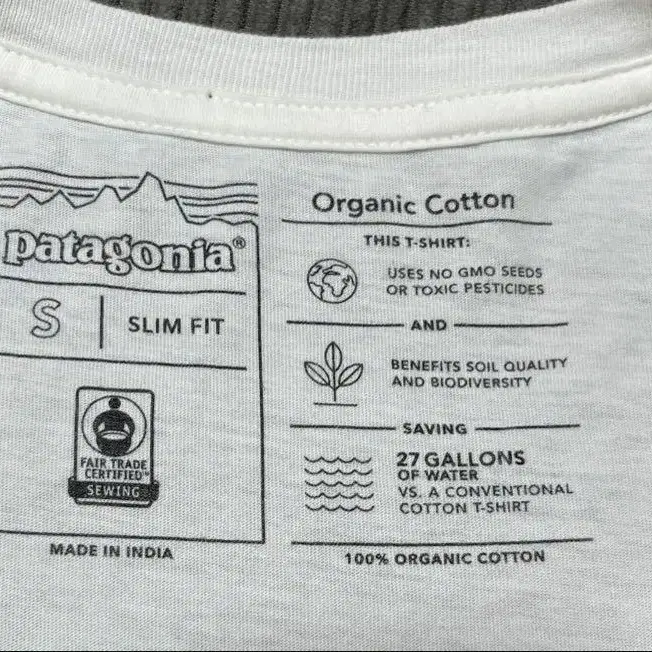 patagonia®
S | SLIM FIT
FAIR TRADE
CERTIFIED™
SEWING
MADE IN INDIA
Organic Cotton
THIS T-SHIRT:
USES NO GMO SEEDS
OR TOXIC PESTICIDES
AND
BENEFITS SOIL QUALITY
AND BIODIVERSITY
SAVING
27 GALLONS
OF WATER
VS. A CONVENTIONAL
COTTON T-SHIRT
100% ORGANIC COTTON